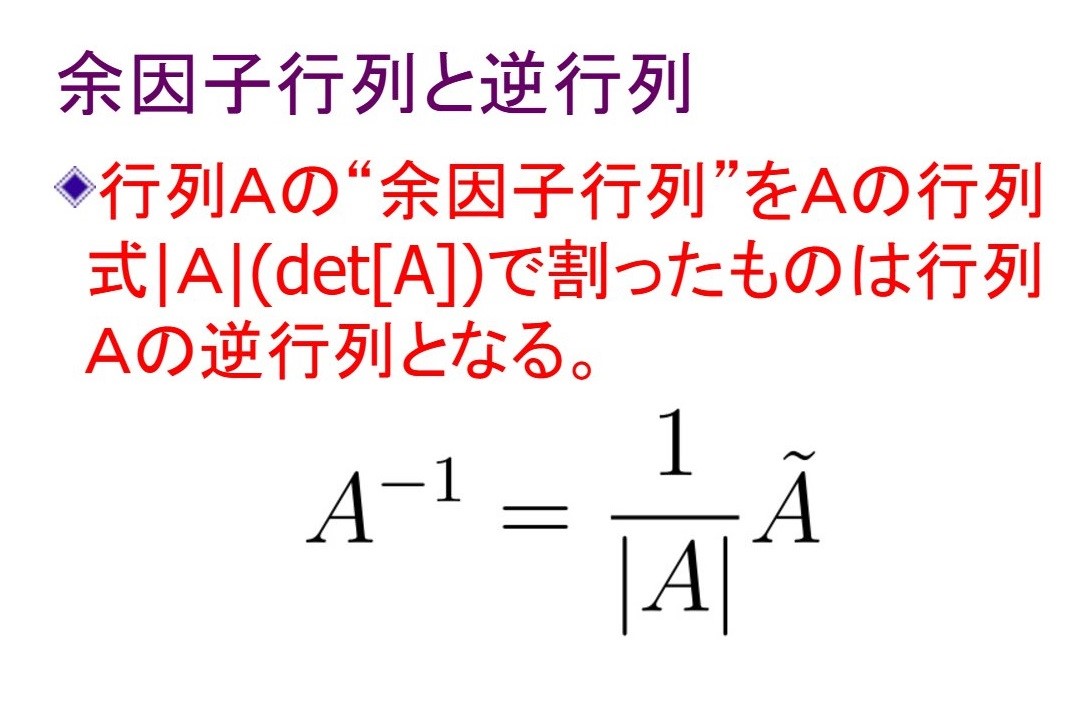 余因子行列と逆行列
行列Aの“余因子行列”をAの行列
式|A|(det[A])で割ったものは行列
Aの逆行列となる。
$A^{-1} = \frac{1}{|A|} \tilde{A}$